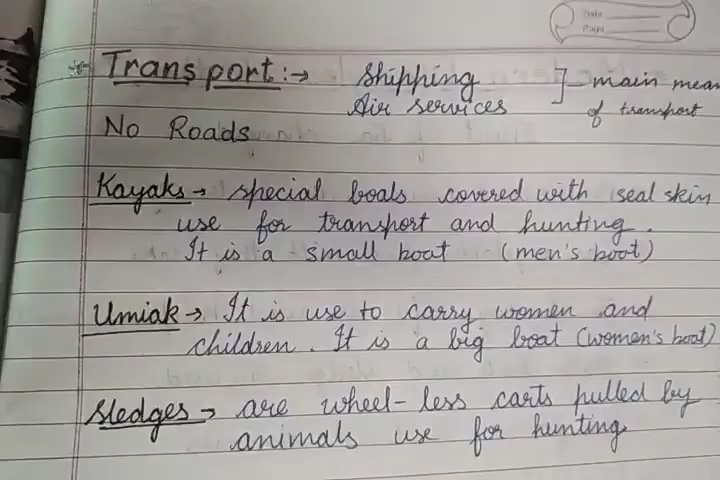 Transport :→ Shipping
Air services ] – main mean
of transport
No Roads
Kayaks → special boats covered with seal skin
use for transport and hunting.
It is a small boat (men's boot)
Umiak → It is use to carry women and
children. It is a big boat (women's boat)
Sledges → are wheel-less carts pulled by
animals use for hunting